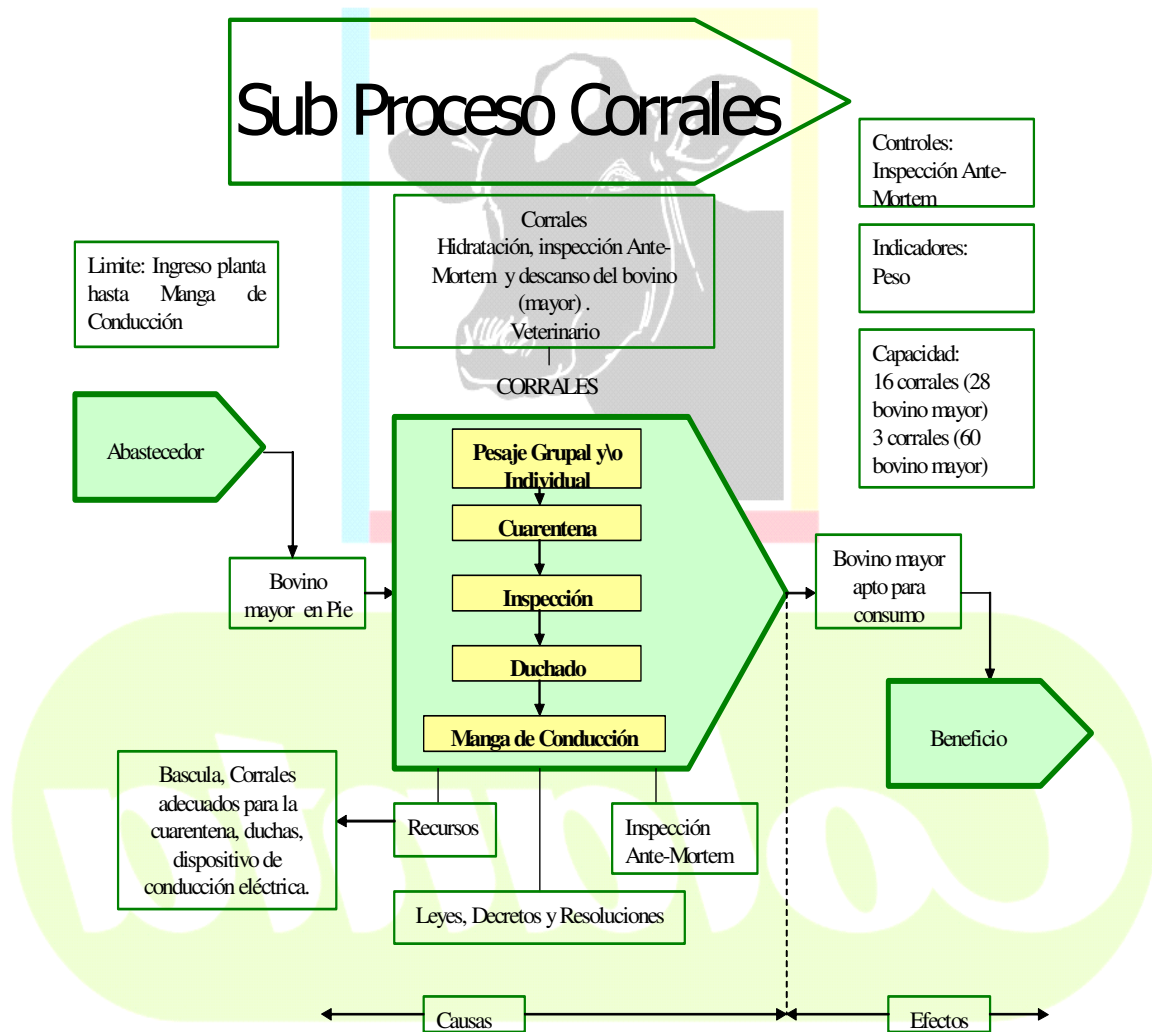 Sub Proceso Corrales
Controles:
Inspección Ante-
Mortem
Corrales
Hidratación, inspección Ante-
Mortem y descanso del bovino
(mayor) .
Veterinario
Indicadores:
Peso
Limite: Ingreso planta
hasta Manga de
Conducción
Capacidad:
16 corrales (28
bovino mayor)
3 corrales (60
bovino mayor)
CORRALES
Abastecedor
Pesaje Grupal y\o
Individual
Cuarentena
Inspección
Duchado
Manga de Conducción
Bovino
mayor en Pie
Bovino mayor
apto para
consumo
Beneficio
Bascula, Corrales
adecuados para la
cuarentena, duchas,
dispositivo de
conducción eléctrica.
Recursos
Inspección
Ante-Mortem
Leyes, Decretos y Resoluciones
Causas
Efectos